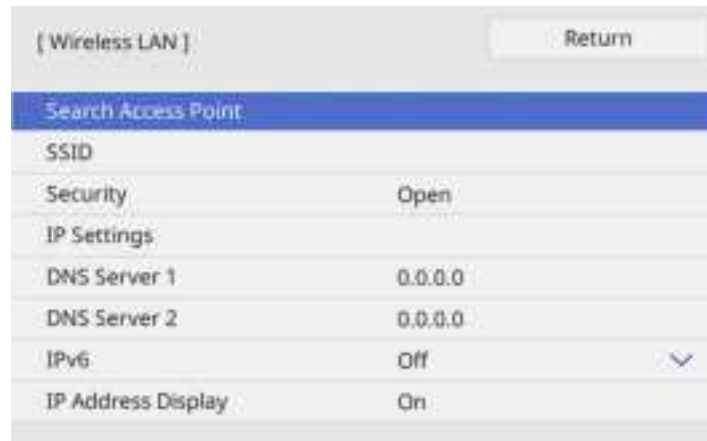 [ Wireless LAN ]
Return
Search Access Point
SSID
Security Open
IP Settings
DNS Server 1 0.0.0.0
DNS Server 2 0.0.0.0
IPv6 Off
IP Address Display On